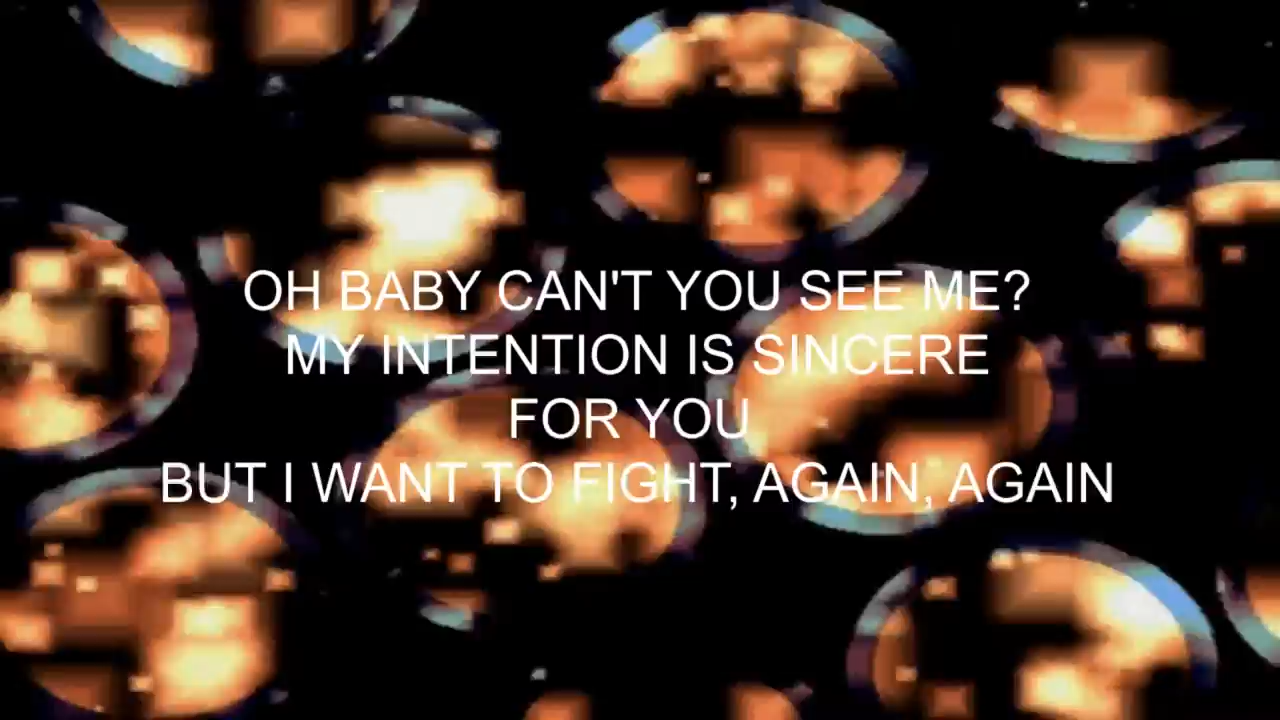 OH BABY CAN'T YOU SEE ME?
MY INTENTION IS SINCERE
FOR YOU
BUT I WANT TO FIGHT, AGAIN, AGAIN